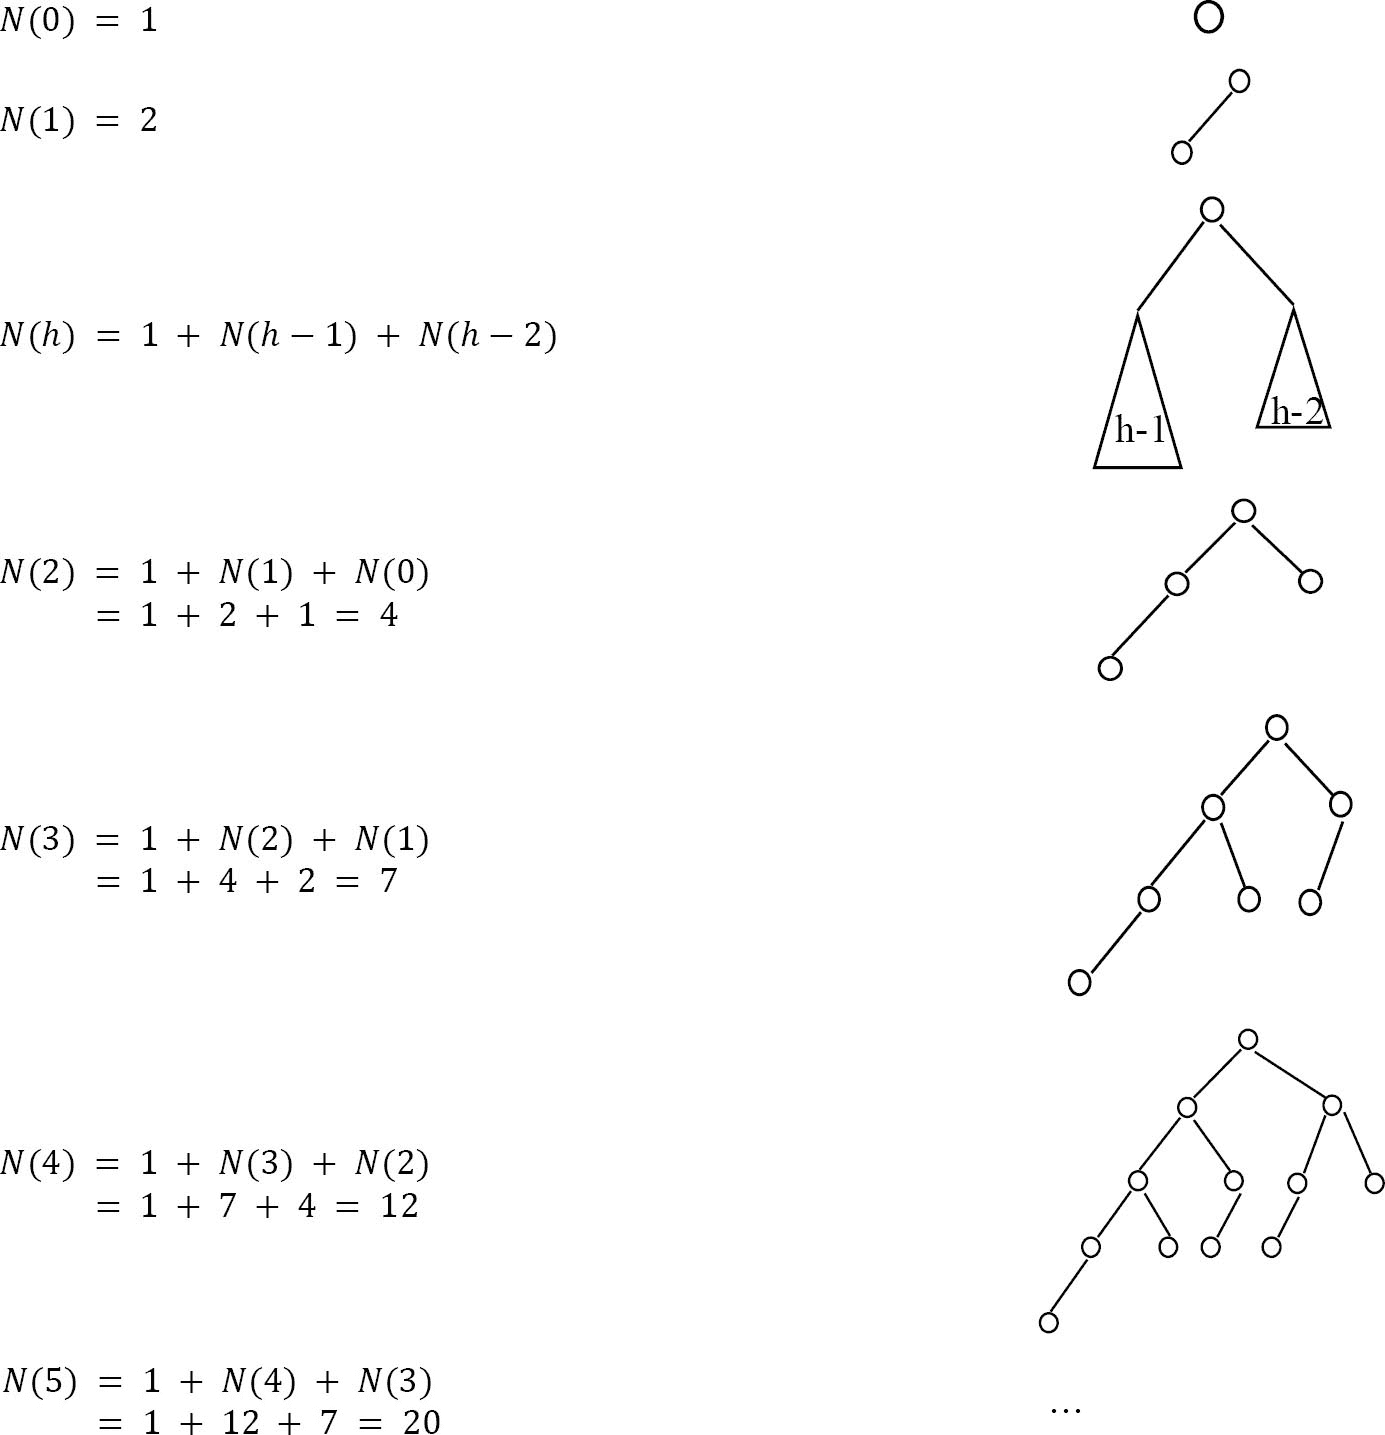 N(0) = 1
N(1) = 2
N(h) = 1 + N(h − 1) + N(h − 2)
h-1
h-2
N(2) = 1 + N(1) + N(0)
= 1 + 2 + 1 = 4
N(3) = 1 + N(2) + N(1)
= 1 + 4 + 2 = 7
N(4) = 1 + N(3) + N(2)
= 1 + 7 + 4 = 12
N(5) = 1 + N(4) + N(3)
= 1 + 12 + 7 = 20
...